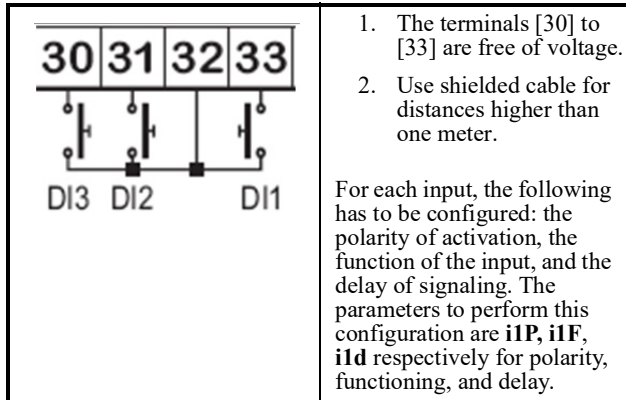 30 31 32 33
DI3 DI2 DI1
1. The terminals [30] to
[33] are free of voltage.
2. Use shielded cable for
distances higher than
one meter.
For each input, the following
has to be configured: the
polarity of activation, the
function of the input, and the
delay of signaling. The
parameters to perform this
configuration are i1P, i1F,
i1d respectively for polarity,
functioning, and delay.